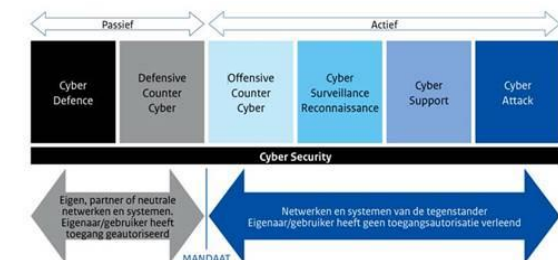 Passief
Actief
Cyber
Defence
Defensive
Counter
Cyber
Offensive
Counter
Cyber
Cyber
Surveillance
Reconnaissance
Cyber
Support
Cyber
Attack
Cyber Security
Eigen, partner of neutrale
netwerken en systemen.
Eigenaar/gebruiker heeft
toegang geautoriseerd
Netwerken en systemen van de tegenstander
Eigenaar/gebruiker heeft geen toegangsautorisatie verleend
MANDAAT